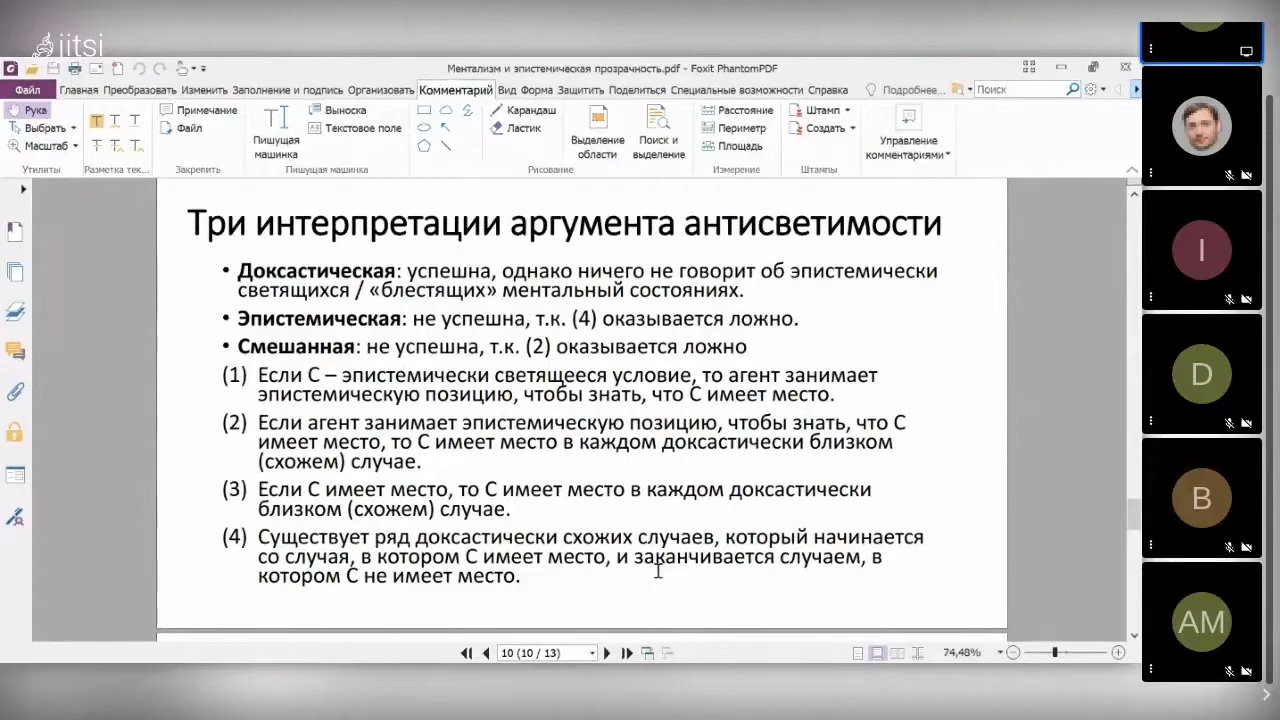 jitsi
Ментализм и эпистемическая прозрачность.pdf - Foxit PhantomPDF
Файл Главная Преобразовать Изменить Заполнение и подпись Организовать Комментарий Вид Форма Защитить Поделиться Специальные возможности Справка Подробнее... Поиск
Рука
Выбрать
Масштаб
Утилиты
Разметка тек...
Примечание
Файл
Закрепить
Пишущая
машинка
Выноска
Текстовое поле
Пишущая машинка
Карандаш
Ластик
Выделение
области
Поиск и
выделение
Рисование
Расстояние
Периметр
Площадь
Измерение
Штамп
Создать
Штампы
Управление
комментариями
Три интерпретации аргумента антисветимости
• Доксастическая: успешна, однако ничего не говорит об эпистемически
светящихся / «блестящих» ментальный состояниях.
• Эпистемическая: не успешна, т.к. (4) оказывается ложно.
• Смешанная: не успешна, т.к. (2) оказывается ложно
(1) Если С – эпистемически светящееся условие, то агент занимает
эпистемическую позицию, чтобы знать, что С имеет место.
(2) Если агент занимает эпистемическую позицию, чтобы знать, что С
имеет место, то С имеет место в каждом доксастически близком
(схожем) случае.
(3) Если С имеет место, то С имеет место в каждом доксастически
близком (схожем) случае.
(4) Существует ряд доксастически схожих случаев, который начинается
со случая, в котором С имеет место, и заканчивается случаем, в
котором С не имеет место.
10 (10 / 13)
74,48%
I
D
B
AM